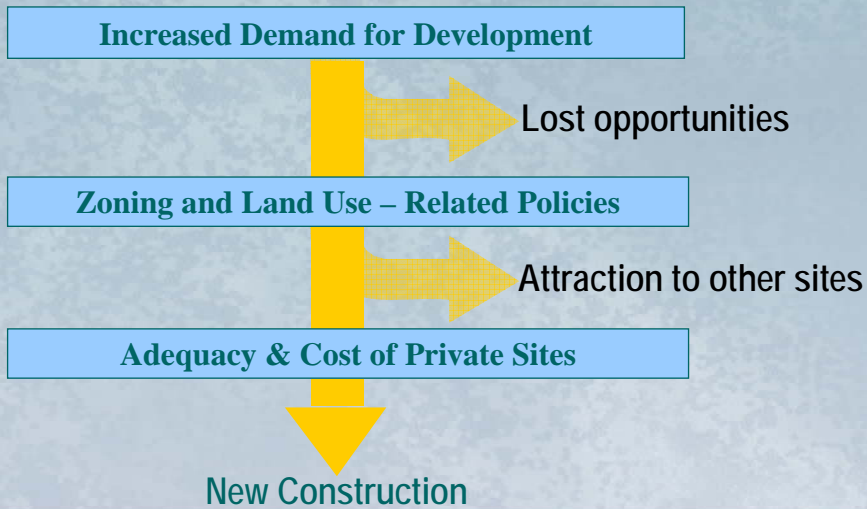 Increased Demand for Development
Lost opportunities
Zoning and Land Use – Related Policies
Attraction to other sites
Adequacy & Cost of Private Sites
New Construction